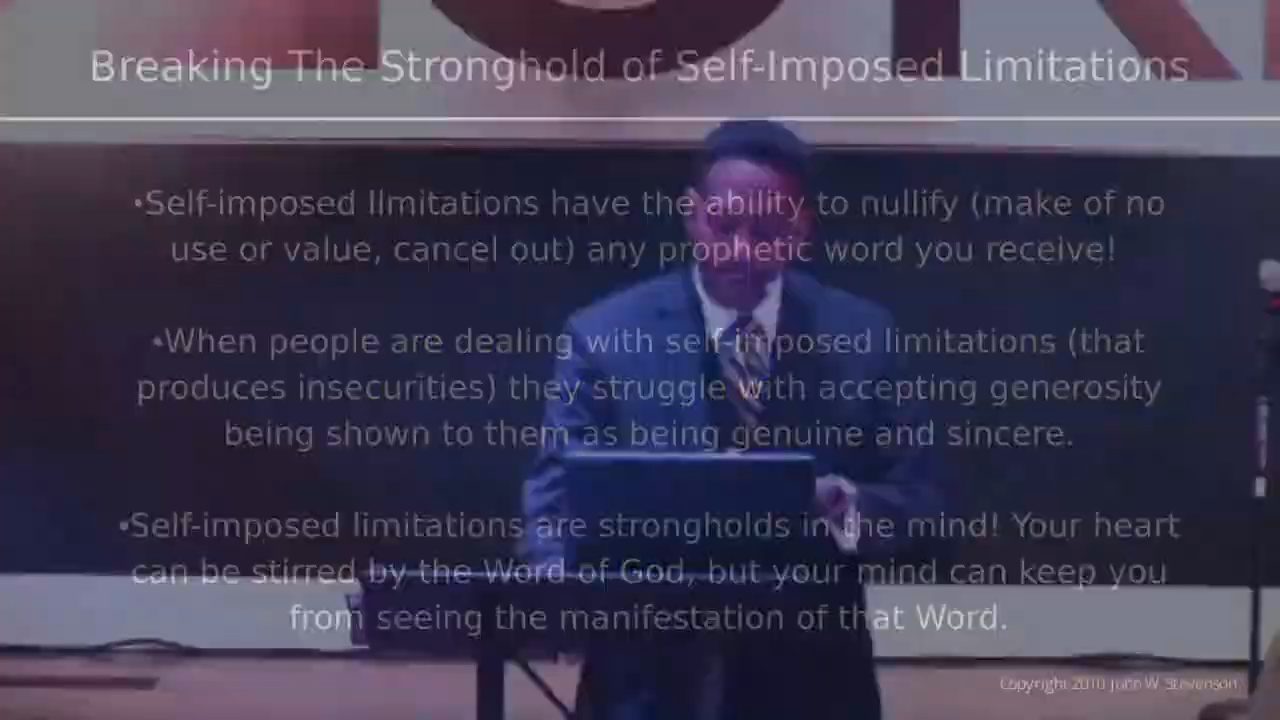 Breaking The Stronghold of Self-Imposed Limitations
•Self-imposed limitations have the ability to nullify (make of no
use or value, cancel out) any prophetic word you receive!
•When people are dealing with self-imposed limitations (that
produces insecurities) they struggle with accepting generosity
being shown to them as being genuine and sincere.
•Self-imposed limitations are strongholds in the mind! Your heart
can be stirred by the Word of God, but your mind can keep you
from seeing the manifestation of that Word.
Copyright 2010 John W. Stevenson